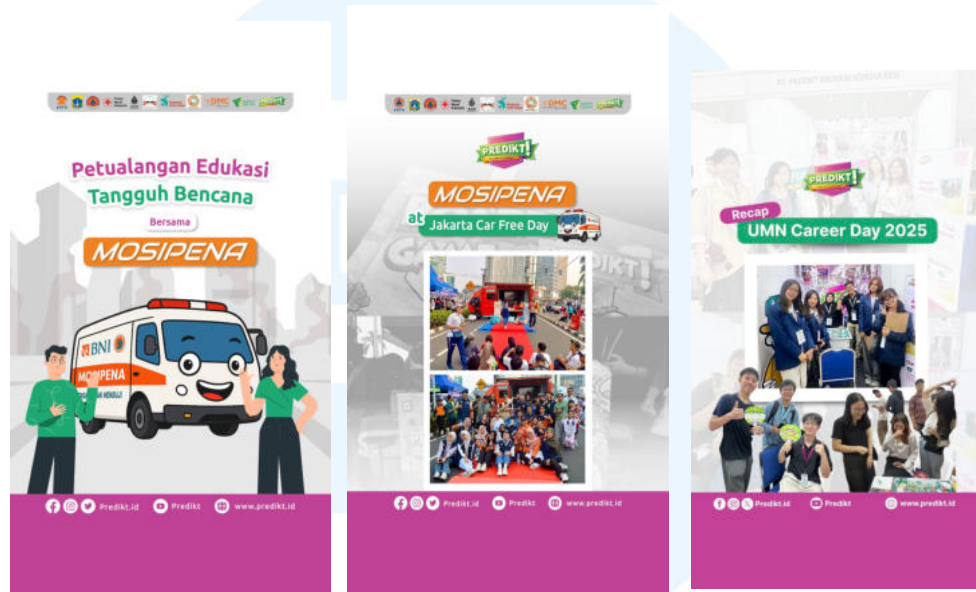 Petualangan Edukasi
Tangguh Bencana
Bersama
MOSIPENA
BNI
MOSIPENA
Predikt.id
Predikt
www.predikt.id
PREDIKT!
MOSIPENA
at
Jakarta Car Free Day
Predikt.id
Predikt
www.predikt.id
PREDIKT!
Recap
UMN Career Day 2025
Predikt.id
Predikt
www.predikt.id